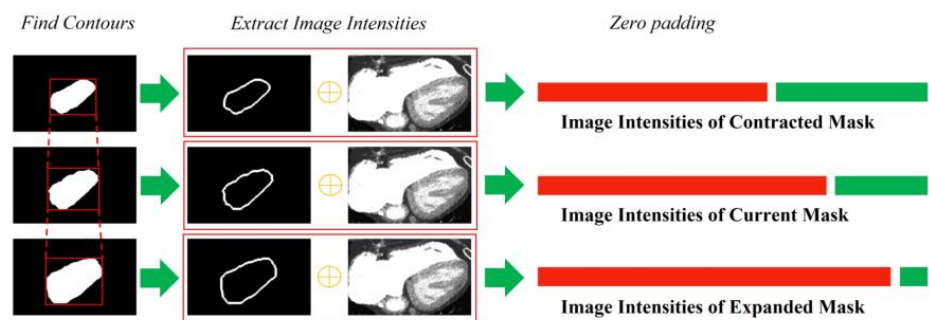 Find Contours
Extract Image Intensities
Zero padding
Image Intensities of Contracted Mask
Image Intensities of Current Mask
Image Intensities of Expanded Mask